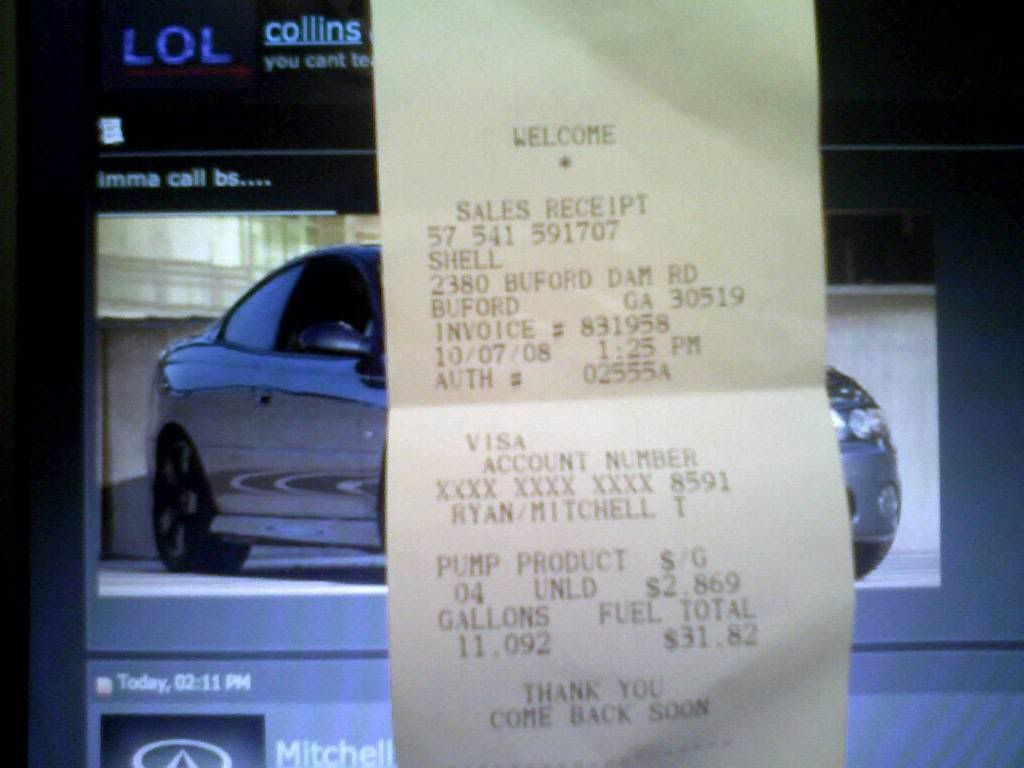 LOL
collins
you cant te
imma call bs....
WELCOME
*
SALES RECEIPT
57 541 591707
SHELL
2380 BUFORD DAM RD
BUFORD GA 30519
INVOICE # 831958
10/07/08 1:25 PM
AUTH # 02555A
VISA
ACCOUNT NUMBER
XXXX XXXX XXXX 8591
RYAN/MITCHELL T
PUMP PRODUCT $/G
04 UNLD $2.869
GALLONS FUEL TOTAL
11.092 $31.82
THANK YOU
COME BACK SOON
Today, 02:11 PM
Mitchell